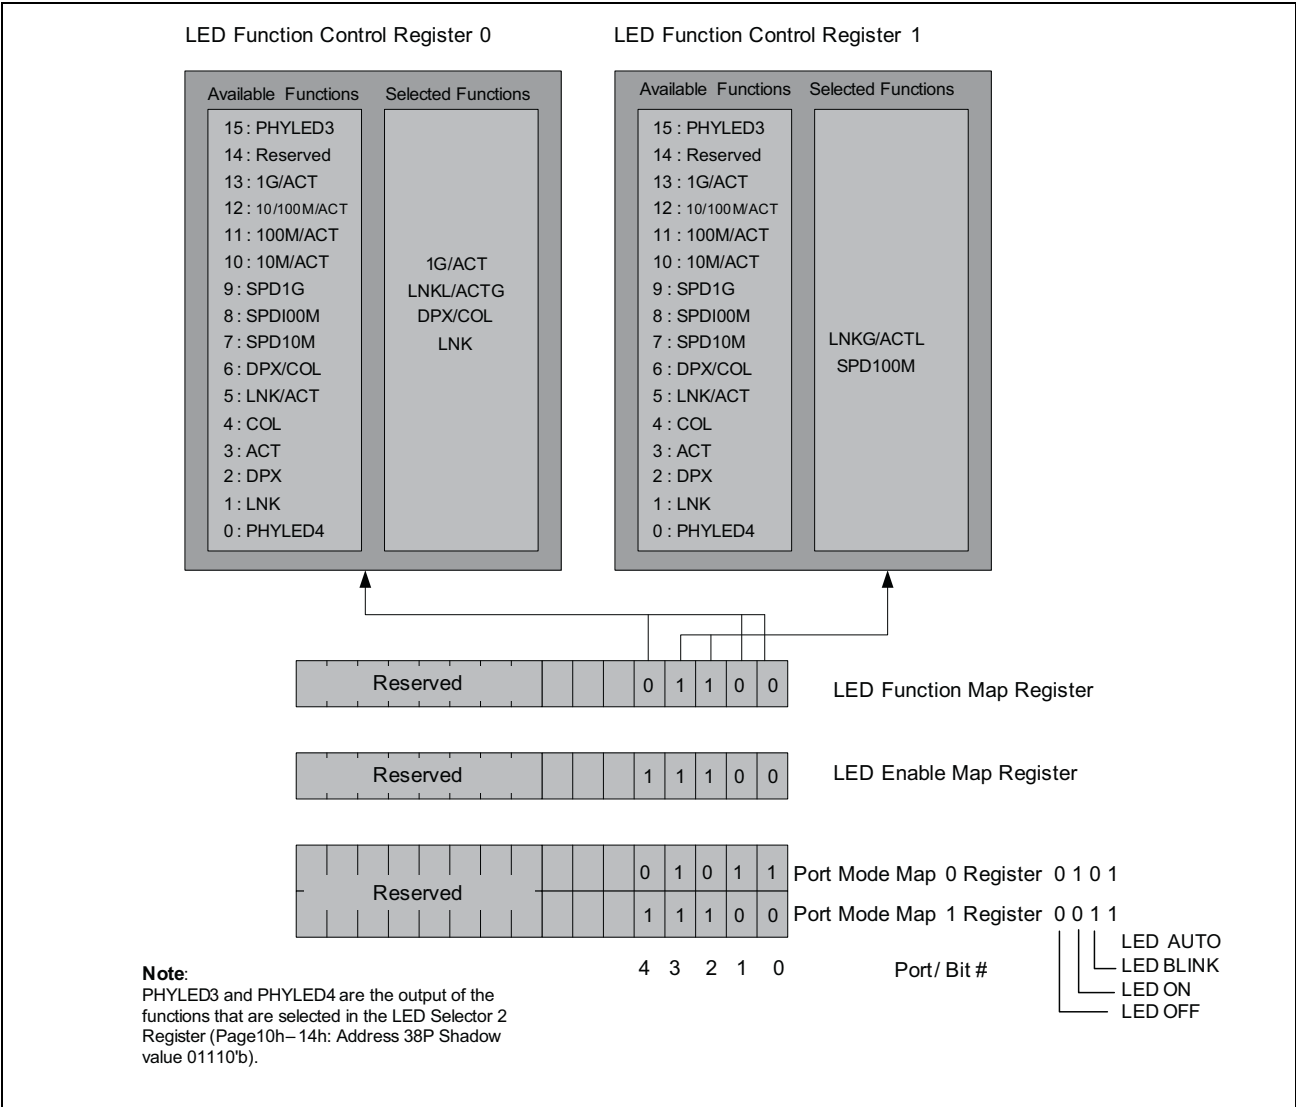 LED Function Control Register 0
LED Function Control Register 1
Available Functions
Selected Functions
15 : PHYLED3
14 : Reserved
13 : 1G/ACT
12 : 10/100M/ACT
11 : 100M/ACT
10 : 10M/ACT
9 : SPD1G
8 : SPDI00M
7 : SPD10M
6 : DPX/COL
5 : LNK/ACT
4 : COL
3 : ACT
2 : DPX
1 : LNK
0 : PHYLED4
1G/ACT
LNKL/ACTG
DPX/COL
LNK
Available Functions
Selected Functions
15 : PHYLED3
14 : Reserved
13 : 1G/ACT
12 : 10/100M/ACT
11 : 100M/ACT
10 : 10M/ACT
9 : SPD1G
8 : SPDI00M
7 : SPD10M
6 : DPX/COL
5 : LNK/ACT
4 : COL
3 : ACT
2 : DPX
1 : LNK
0 : PHYLED4
LNKG/ACTL
SPD100M
Reserved 0 1 1 0 0 LED Function Map Register
Reserved 1 1 1 0 0 LED Enable Map Register
Reserved
0 1 0 1 1 Port Mode Map 0 Register 0 1 0 1
1 1 1 0 0 Port Mode Map 1 Register 0 0 1 1
LED AUTO
LED BLINK
LED ON
LED OFF
4 3 2 1 0 Port/ Bit #
Note:
PHYLED3 and PHYLED4 are the output of the
functions that are selected in the LED Selector 2
Register (Page10h–14h: Address 38P Shadow
value 01110'b).